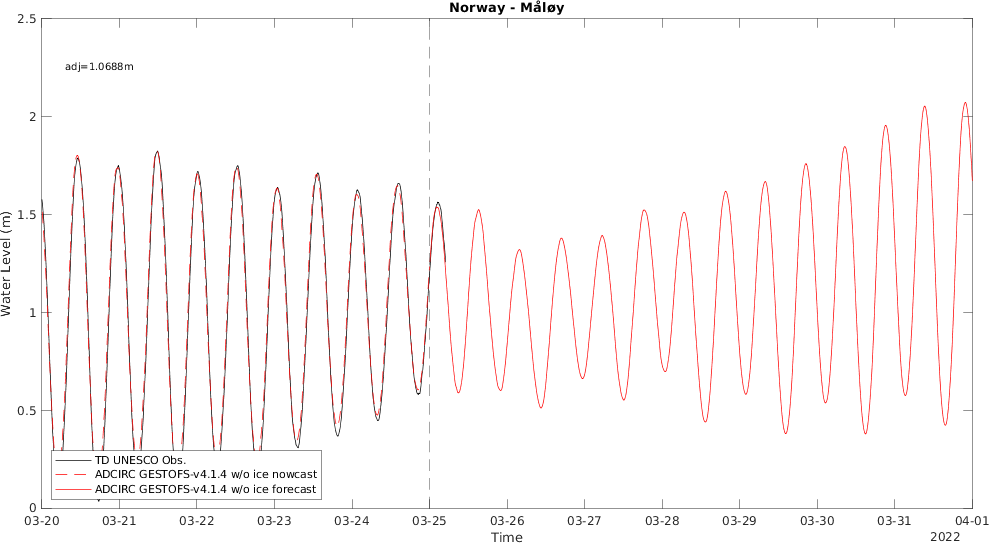 Norway - Måløy
2.5
adj=1.0688m
2
1.5
Water Level (m)
1
0.5
TD UNESCO Obs.
ADCIRC GESTOFS-v4.1.4 w/o ice nowcast
ADCIRC GESTOFS-v4.1.4 w/o ice forecast
0
03-20 03-21 03-22 03-23 03-24 03-25 03-26 03-27 03-28 03-29 03-30 03-31 04-01
Time
2022